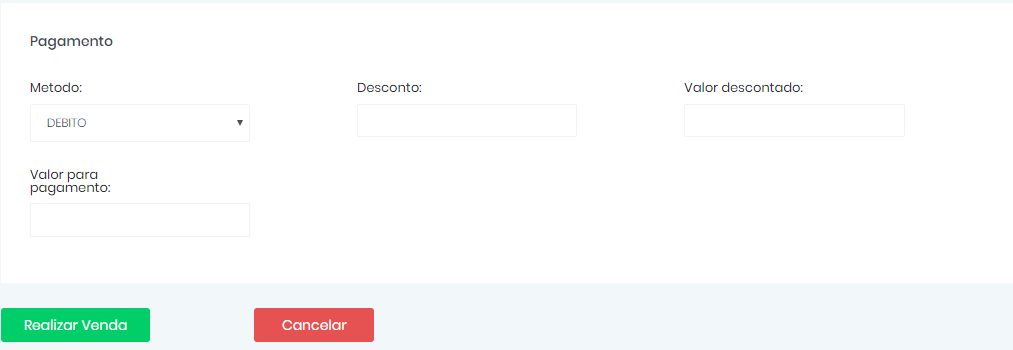 Pagamento
Metodo:
Desconto:
Valor descontado:
DEBITO
Valor para
pagamento:
Realizar Venda
Cancelar